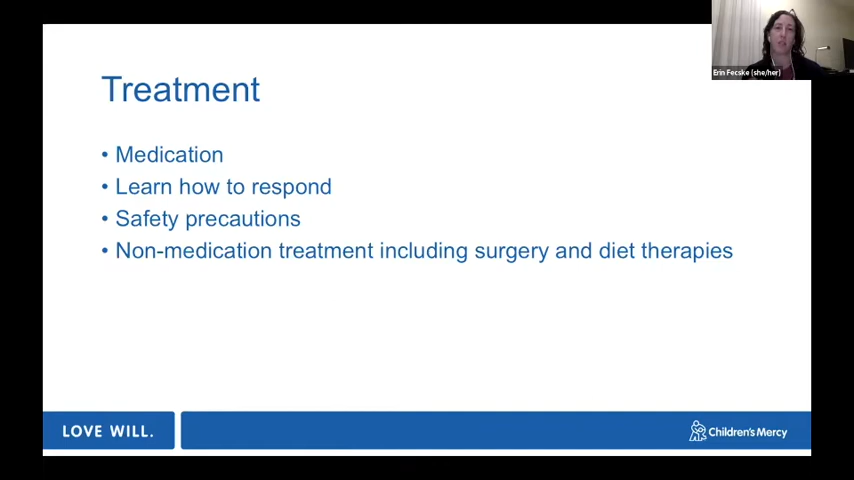 Erin Fecske (she/her)
Treatment
• Medication
• Learn how to respond
• Safety precautions
• Non-medication treatment including surgery and diet therapies
LOVE WILL.
Children's Mercy